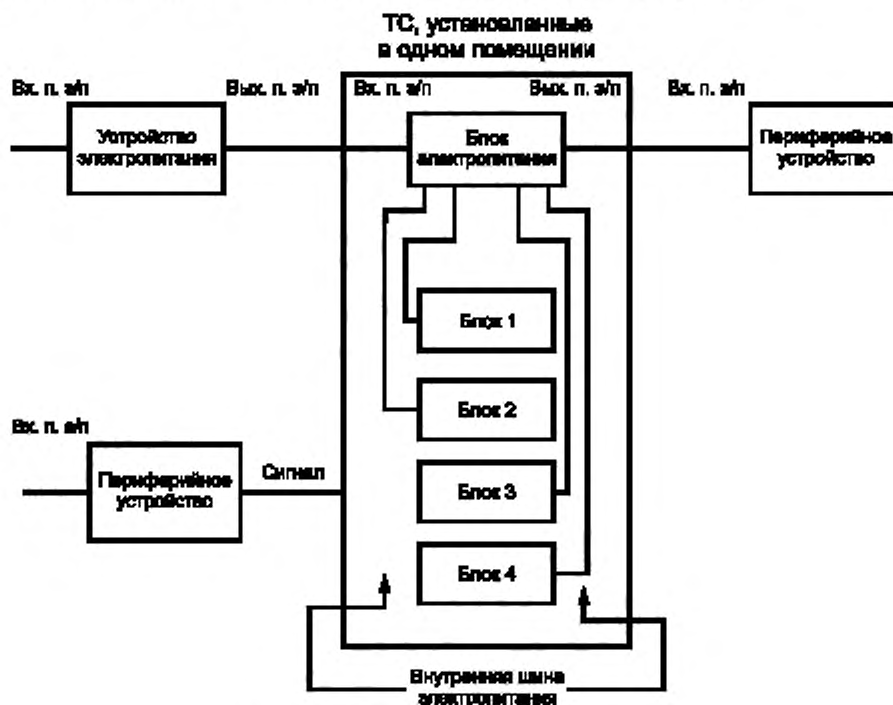 ТС, установленные
в одном помещении
Вх. п. э/п
Вых. п. э/п
Вх. п. э/п
Вых. п. э/п
Вх. п. э/п
Устройство
электропитания
Блок
электропитания
Периферийное
устройство
Блок 1
Блок 2
Вх. п. э/п
Периферийное
устройство
Сигнал
Блок 3
Блок 4
Внутренняя шина
электропитания